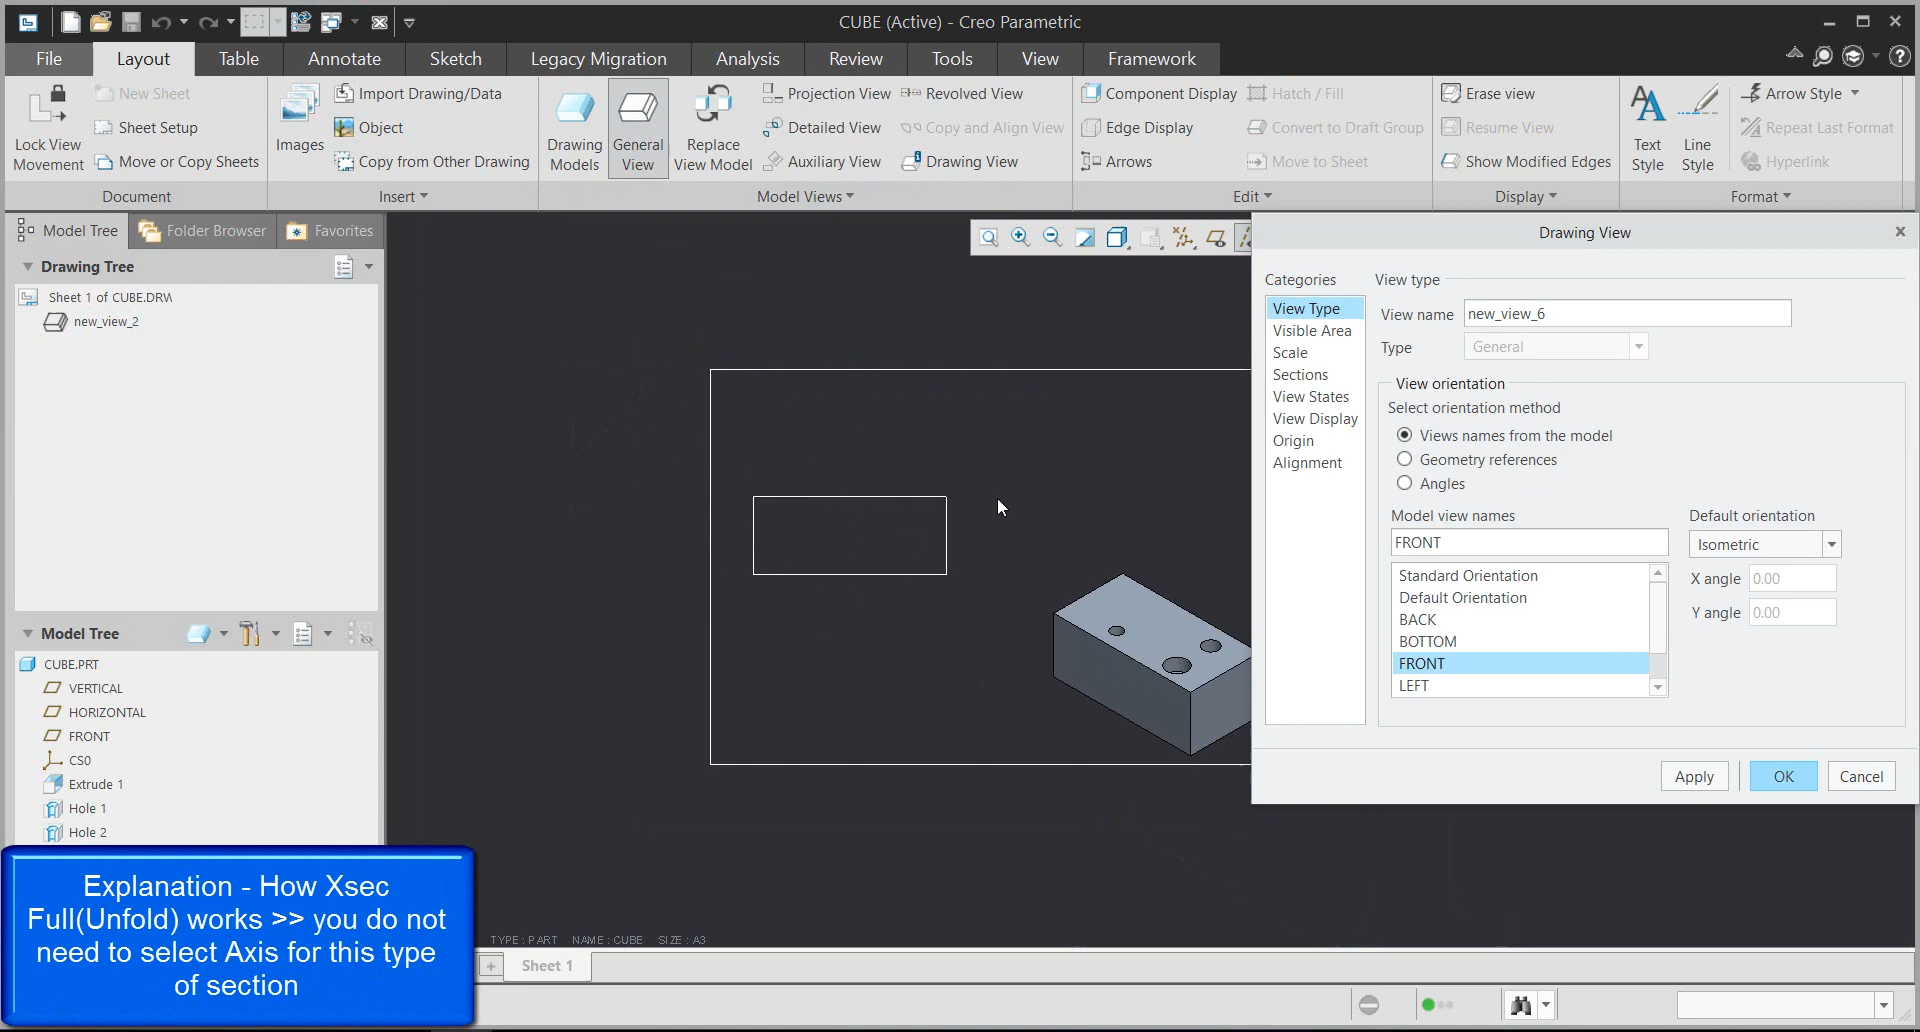 CUBE (Active) - Creo Parametric
File Layout Table Annotate Sketch Legacy Migration Analysis Review Tools View Framework
Lock View Movement
New Sheet
Sheet Setup
Move or Copy Sheets
Document
Images
Import Drawing/Data
Object
Copy from Other Drawing
Insert
Drawing Models
General View
Replace View Model
Projection View
Detailed View
Auxiliary View
Revolved View
Copy and Align View
Drawing View
Model Views
Component Display
Edge Display
Arrows
Hatch / Fill
Convert to Draft Group
Move to Sheet
Edit
Erase view
Resume View
Show Modified Edges
Display
Text Style
Line Style
Arrow Style
Repeat Last Format
Hyperlink
Format
Model Tree Folder Browser Favorites
Drawing Tree
Sheet 1 of CUBE.DRW
new_view_2
Model Tree
CUBE.PRT
VERTICAL
HORIZONTAL
FRONT
CS0
Extrude 1
Hole 1
Hole 2
Explanation - How Xsec
Full(Unfold) works >> you do not
need to select Axis for this type
of section
TYPE : PART NAME : CUBE SIZE : A3
+ Sheet 1
Drawing View
Categories
View Type
Visible Area
Scale
Sections
View States
View Display
Origin
Alignment
View type
View name new_view_6
Type General
View orientation
Select orientation method
Views names from the model
Geometry references
Angles
Model view names
FRONT
Standard Orientation
Default Orientation
BACK
BOTTOM
FRONT
LEFT
Default orientation
Isometric
X angle 0.00
Y angle 0.00
Apply OK Cancel